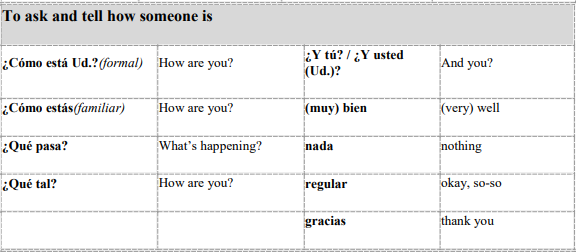 To ask and tell how someone is
¿Cómo está Ud.?(formal) How are you? ¿Y tú? / ¿Y usted
(Ud.)? And you?
¿Cómo estás(familiar) How are you? (muy) bien (very) well
¿Qué pasa? What's happening? nada nothing
¿Qué tal? How are you? regular okay, so-so
gracias thank you